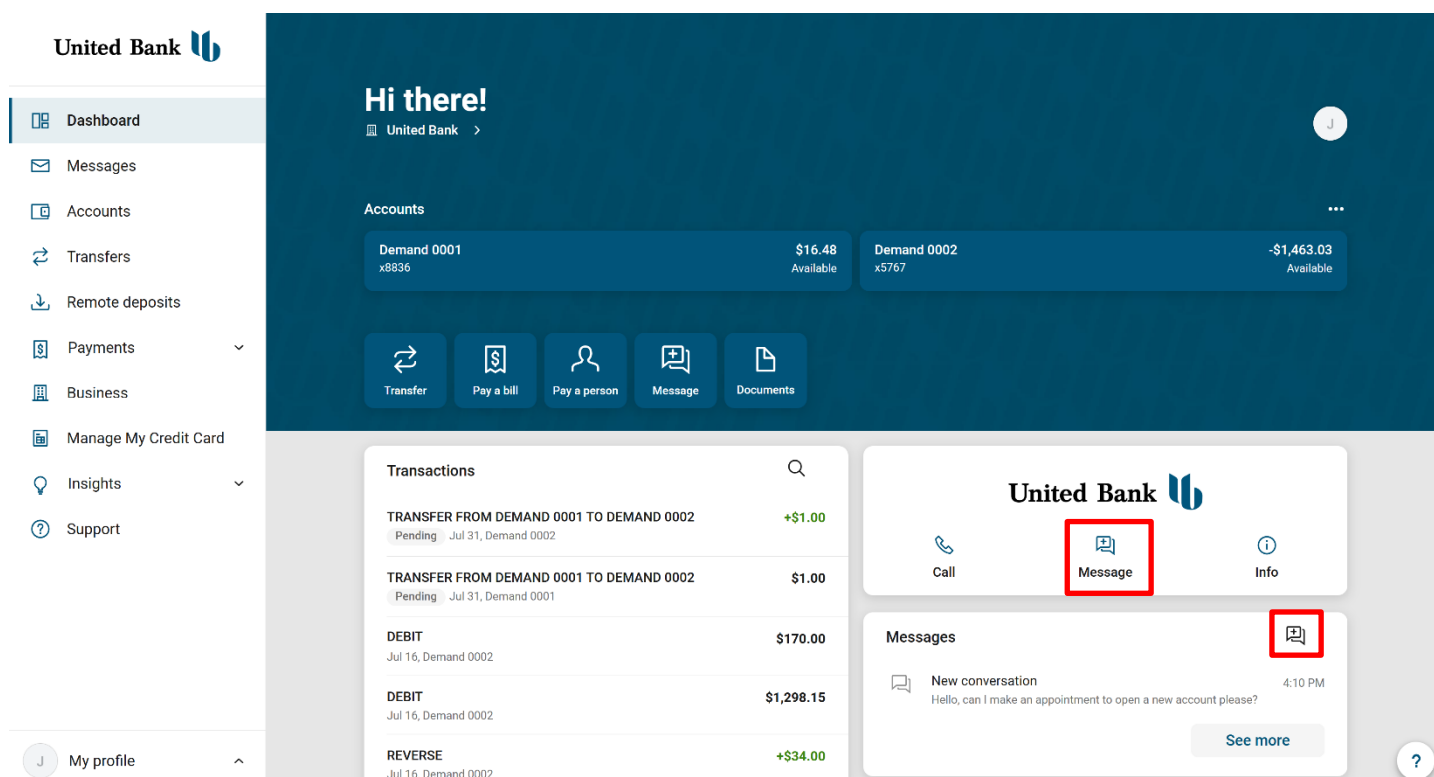 United Bank
Dashboard
Messages
Accounts
Transfers
Remote deposits
Payments
Business
Manage My Credit Card
Insights
Support
J My profile
Hi there!
United Bank
J
Accounts
Demand 0001 $16.48
x8836 Available
Demand 0002 -$1,463.03
x5767 Available
Transfer Pay a bill Pay a person Message Documents
Transactions
TRANSFER FROM DEMAND 0001 TO DEMAND 0002 +$1.00
Pending Jul 31, Demand 0002
TRANSFER FROM DEMAND 0001 TO DEMAND 0002 $1.00
Pending Jul 31, Demand 0001
DEBIT $170.00
Jul 16, Demand 0002
DEBIT $1,298.15
Jul 16, Demand 0002
REVERSE +$34.00
Jul 16, Demand 0002
United Bank
Call Message Info
Messages
New conversation 4:10 PM
Hello, can I make an appointment to open a new account please?
See more
?